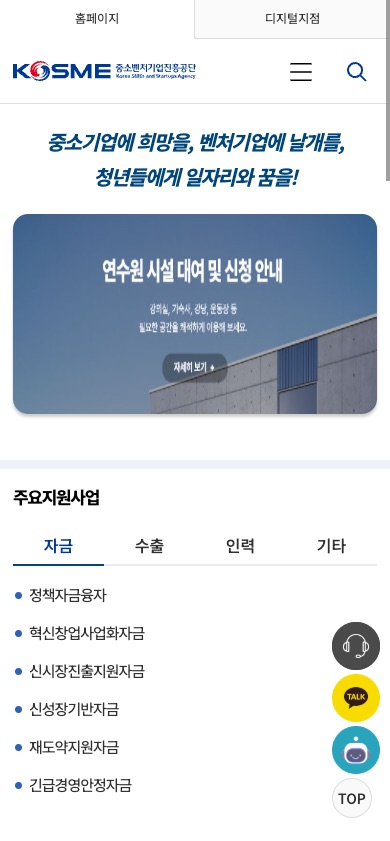 홈페이지
디지털지점
KOSME 중소벤처기업진흥공단
Korea SMEs and Startups Agency
중소기업에 희망을, 벤처기업에 날개를,
청년들에게 일자리와 꿈을!
연수원 시설 대여 및 신청 안내
강의실, 기숙사, 강당, 운동장 등
필요한 공간을 쾌적하게 이용해 보세요.
자세히 보기 +
주요지원사업
자금
수출
인력
기타
정책자금융자
혁신창업사업화자금
신시장진출지원자금
신성장기반자금
재도약지원자금
긴급경영안정자금
TALK
TOP